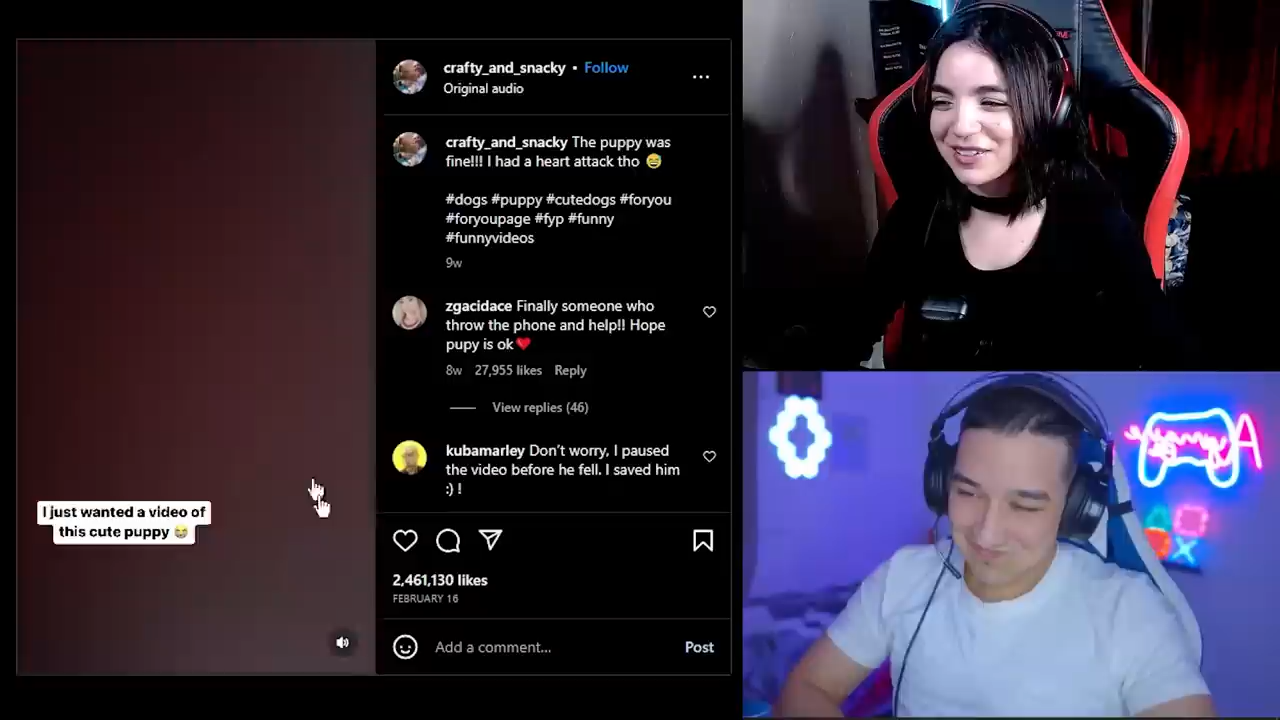 crafty_and_snacky • Follow
Original audio
crafty_and_snacky The puppy was
fine!!! I had a heart attack tho 😅
#dogs #puppy #cutedogs #foryou
#foryoupage #fyp #funny
#funnyvideos
9w
zgacidace Finally someone who
throw the phone and help!! Hope
pupy is ok❤️
8w 27,955 likes Reply
View replies (46)
kubamarley Don't worry, I paused
the video before he fell. I saved him
:) !
I just wanted a video of
this cute puppy 😭
2,461,130 likes
FEBRUARY 16
Add a comment...
Post